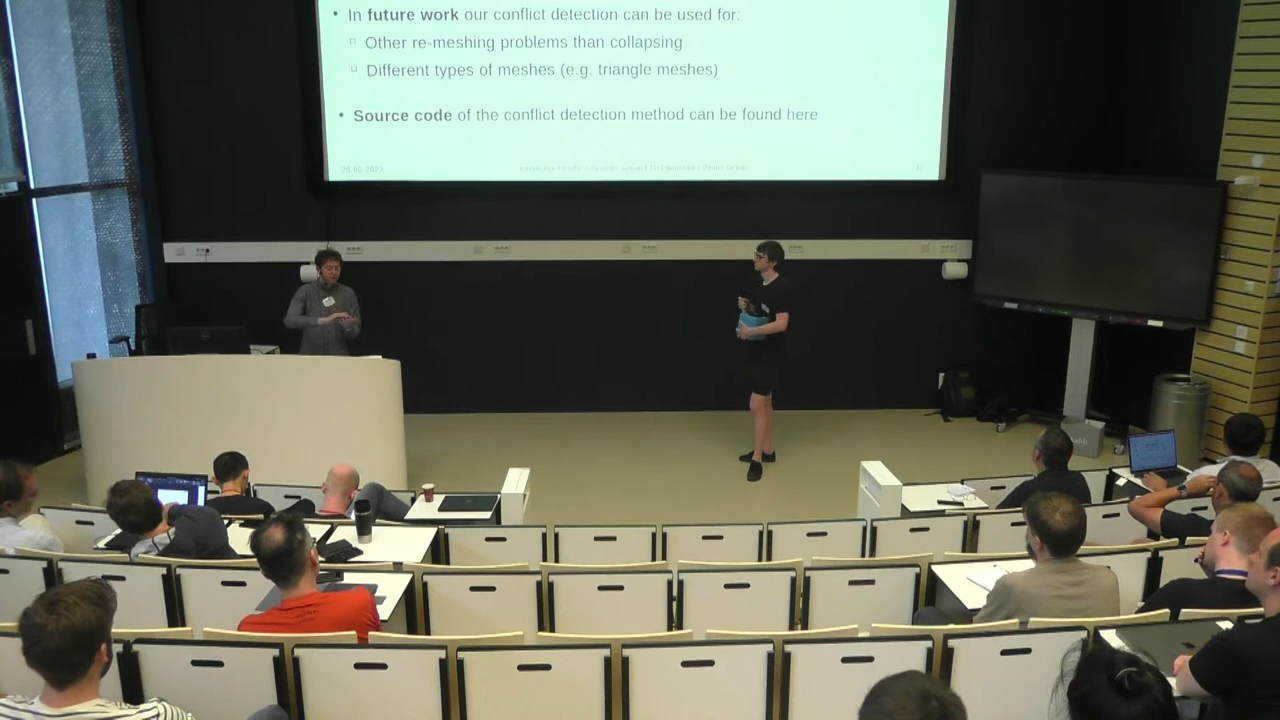 • In future work our conflict detection can be used for:
▫ Other re-meshing problems than collapsing
▫ Different types of meshes (e.g. triangle meshes)
• Source code of the conflict detection method can be found here